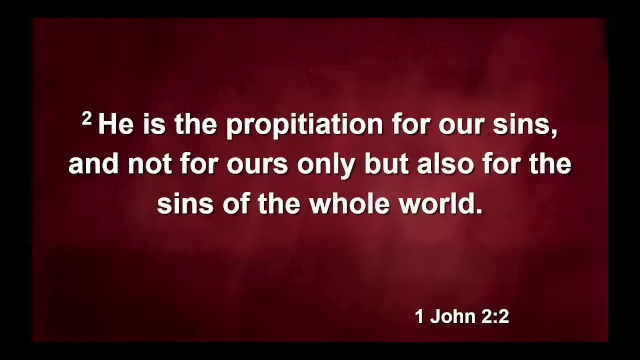 ² He is the propitiation for our sins,
and not for ours only but also for the
sins of the whole world.
1 John 2:2